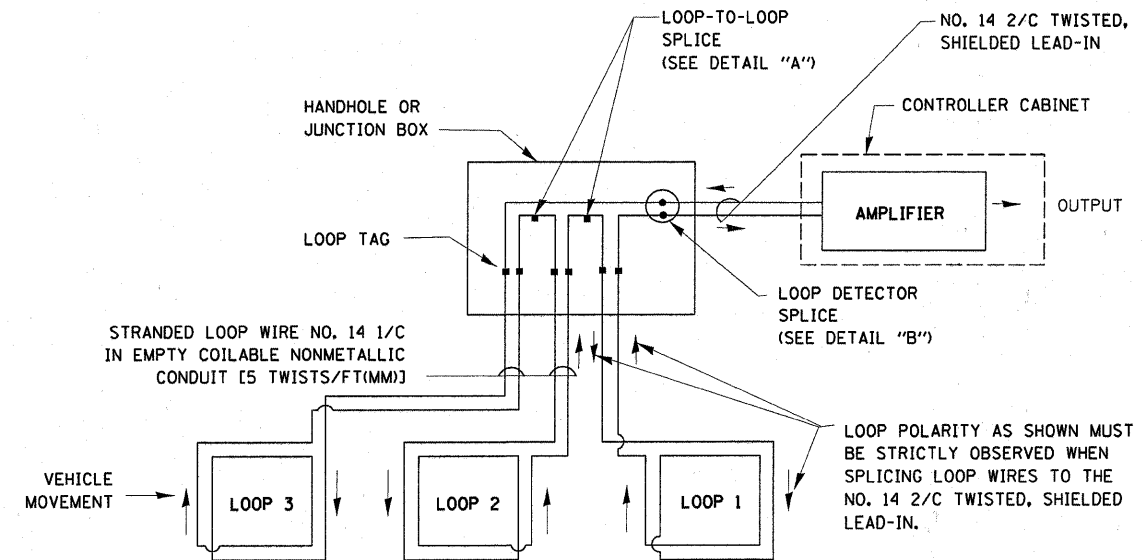 LOOP-TO-LOOP
SPLICE
(SEE DETAIL "A")
NO. 14 2/C TWISTED,
SHIELDED LEAD-IN
HANDHOLE OR
JUNCTION BOX
CONTROLLER CABINET
AMPLIFIER
OUTPUT
LOOP TAG
LOOP DETECTOR
SPLICE
(SEE DETAIL "B")
STRANDED LOOP WIRE NO. 14 1/C
IN EMPTY COILABLE NONMETALLIC
CONDUIT [5 TWISTS/FT(MM)]
LOOP POLARITY AS SHOWN MUST
BE STRICTLY OBSERVED WHEN
SPLICING LOOP WIRES TO THE
NO. 14 2/C TWISTED, SHIELDED
LEAD-IN.
VEHICLE
MOVEMENT
LOOP 3
LOOP 2
LOOP 1